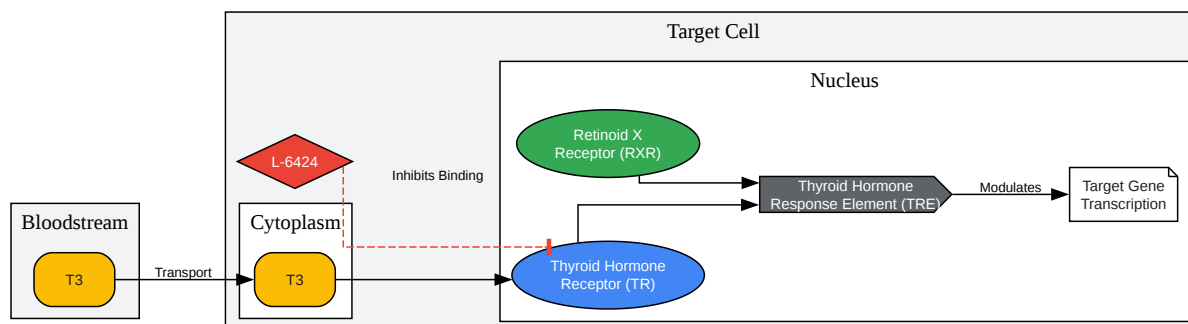 Target Cell
Nucleus
Retinoid X
Receptor (RXR)
L-6424
Inhibits Binding
Thyroid Hormone
Response Element (TRE)
Modulates
Target Gene
Transcription
Bloodstream
Cytoplasm
T3
Transport
T3
Thyroid Hormone
Receptor (TR)